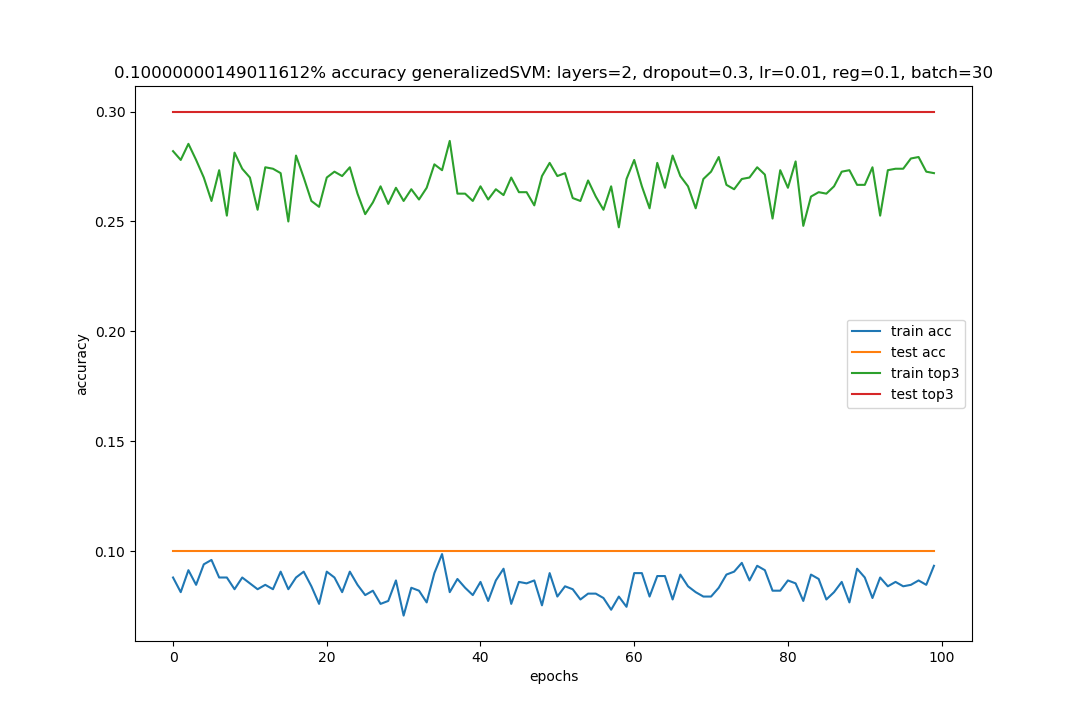 0.10000000149011612% accuracy generalizedSVM: layers=2, dropout=0.3, lr=0.01, reg=0.1, batch=30
0.30
0.25
0.20
0.15
0.10
accuracy
train acc
test acc
train top3
test top3
0 20 40 60 80 100
epochs